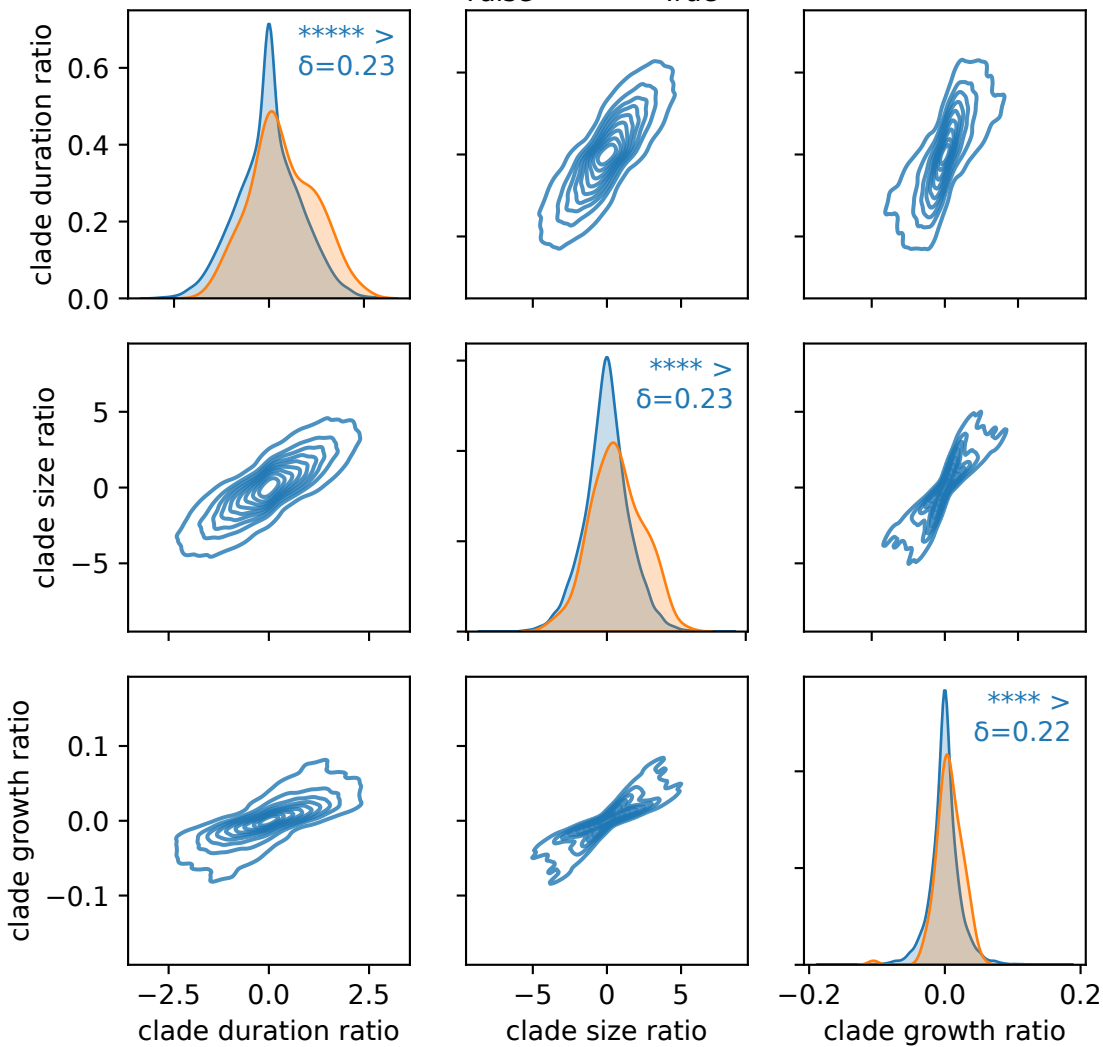 clade duration ratio
0.6
0.4
0.2
0.0
***** >
δ=0.23
clade size ratio
5
0
−5
**** >
δ=0.23
clade growth ratio
0.1
0.0
−0.1
**** >
δ=0.22
−2.5 0.0 2.5
−5 0 5
−0.2 0.0 0.2
clade duration ratio
clade size ratio
clade growth ratio